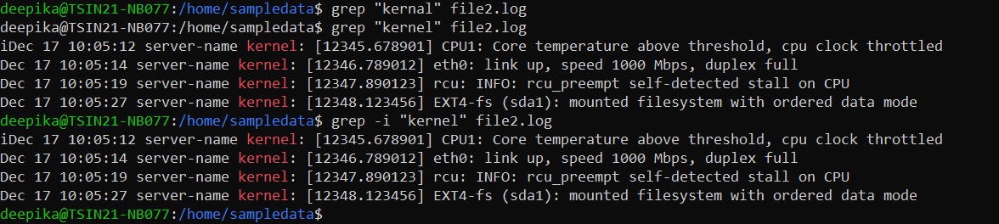 deepika@TSIN21-NB077:/home/sampledata$ grep "kernal" file2.log
deepika@TSIN21-NB077:/home/sampledata$ grep "kernel" file2.log
iDec 17 10:05:12 server-name kernel: [12345.678901] CPU1: Core temperature above threshold, cpu clock throttled
Dec 17 10:05:14 server-name kernel: [12346.789012] eth0: link up, speed 1000 Mbps, duplex full
Dec 17 10:05:19 server-name kernel: [12347.890123] rcu: INFO: rcu_preempt self-detected stall on CPU
Dec 17 10:05:27 server-name kernel: [12348.123456] EXT4-fs (sda1): mounted filesystem with ordered data mode
deepika@TSIN21-NB077:/home/sampledata$ grep -i "kernel" file2.log
iDec 17 10:05:12 server-name kernel: [12345.678901] CPU1: Core temperature above threshold, cpu clock throttled
Dec 17 10:05:14 server-name kernel: [12346.789012] eth0: link up, speed 1000 Mbps, duplex full
Dec 17 10:05:19 server-name kernel: [12347.890123] rcu: INFO: rcu_preempt self-detected stall on CPU
Dec 17 10:05:27 server-name kernel: [12348.123456] EXT4-fs (sda1): mounted filesystem with ordered data mode
deepika@TSIN21-NB077:/home/sampledata$